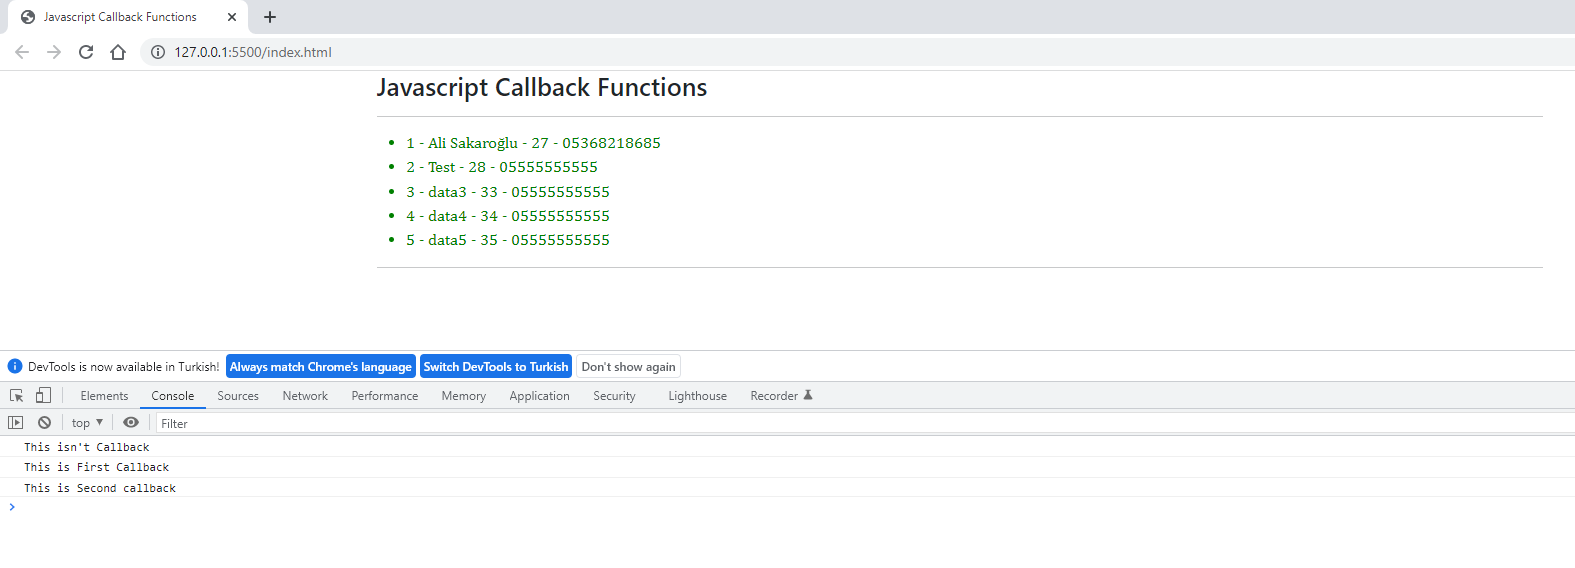 Javascript Callback Functions
127.0.0.1:5500/index.html
Javascript Callback Functions
1 - Ali Sakaroğlu - 27 - 05368218685
2 - Test - 28 - 05555555555
3 - data3 - 33 - 05555555555
4 - data4 - 34 - 05555555555
5 - data5 - 35 - 05555555555
DevTools is now available in Turkish! Always match Chrome's language Switch DevTools to Turkish Don't show again
Elements Console Sources Network Performance Memory Application Security Lighthouse Recorder
top Filter
This isn't Callback
This is First Callback
This is Second callback